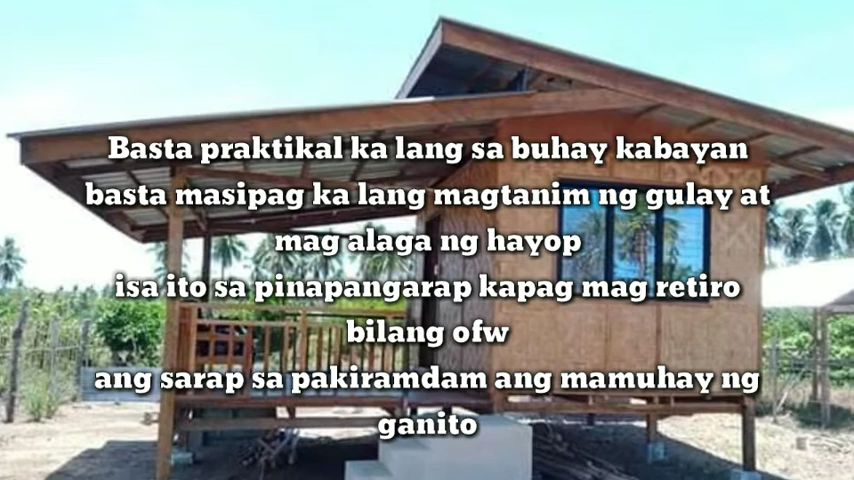 Basta praktikal ka lang sa buhay kabayan
basta masipag ka lang magtanim ng gulay at
mag alaga ng hayop
isa ito sa pinapangarap kapag mag retiro
bilang ofw
ang sarap sa pakiramdam ang mamuhay ng
ganito